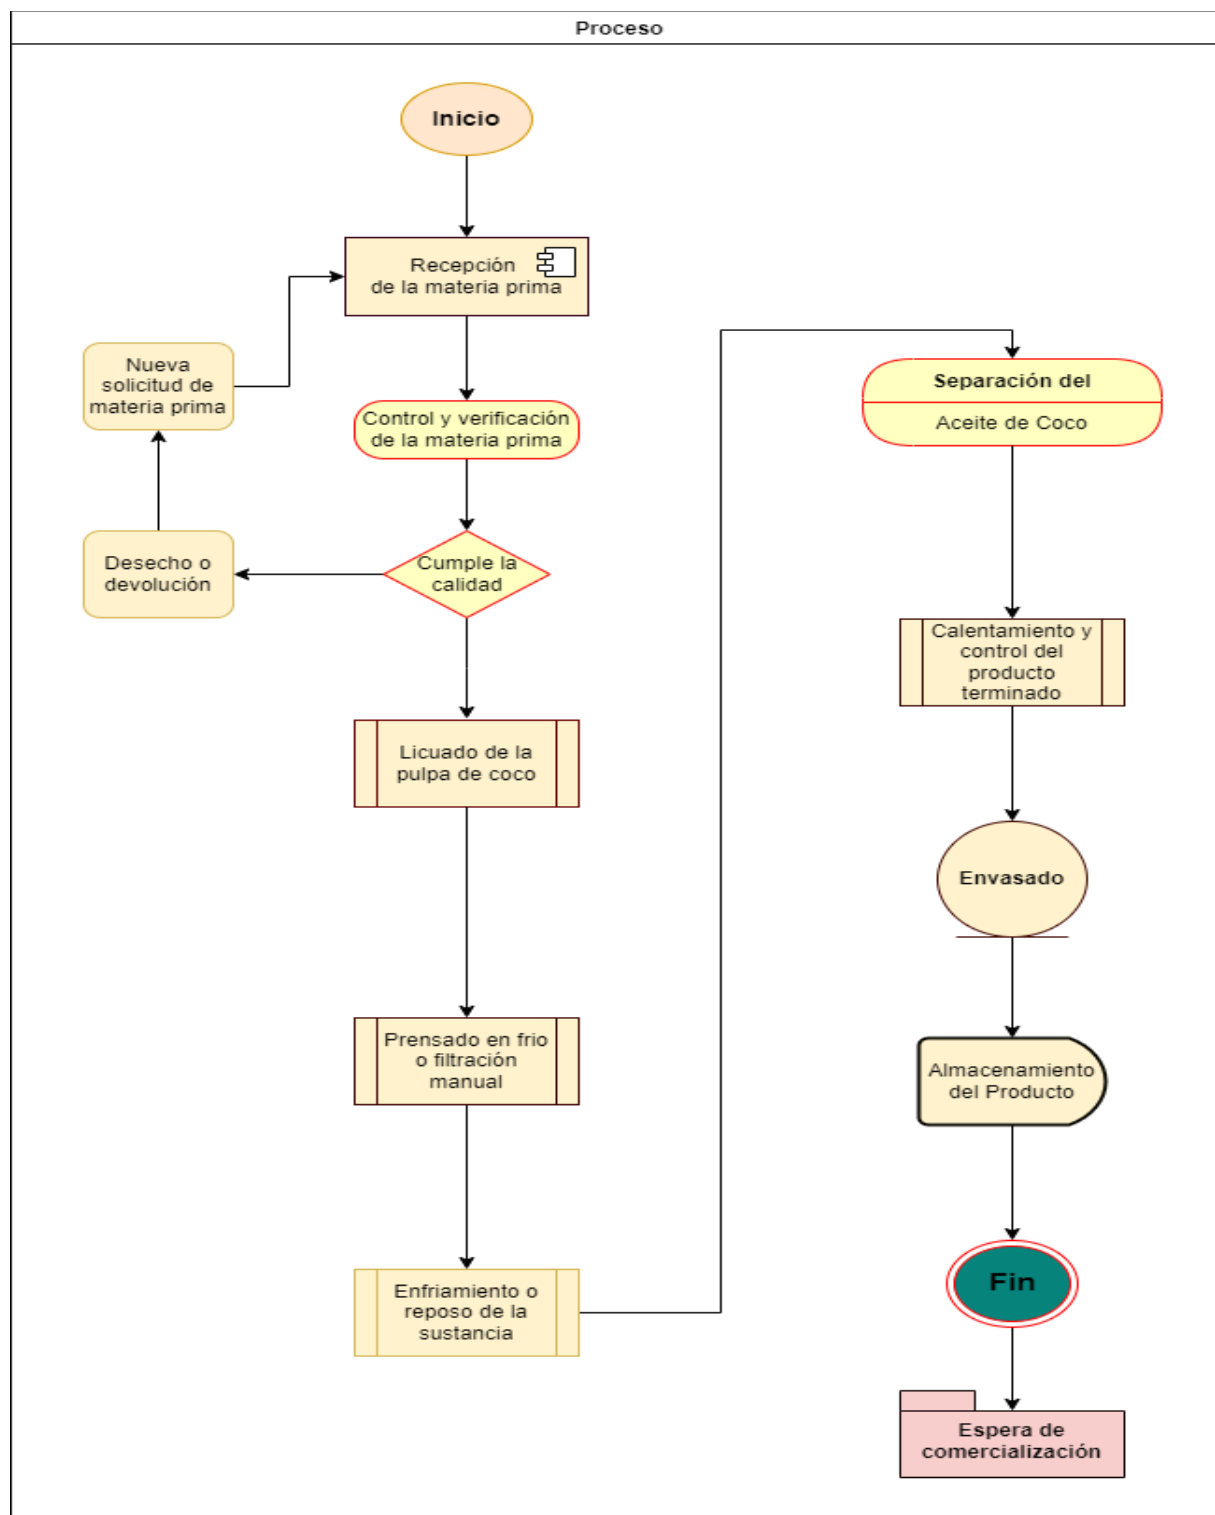 Proceso
Inicio
Recepción
de la materia prima
Nueva
solicitud de
materia prima
Control y verificación
de la materia prima
Desecho o
devolución
Cumple la
calidad
Licuado de la
pulpa de coco
Prensado en frio
o filtración
manual
Enfriamiento o
reposo de la
sustancia
Separación del
Aceite de Coco
Calentamiento y
control del
producto
terminado
Envasado
Almacenamiento
del Producto
Fin
Espera de
comercialización